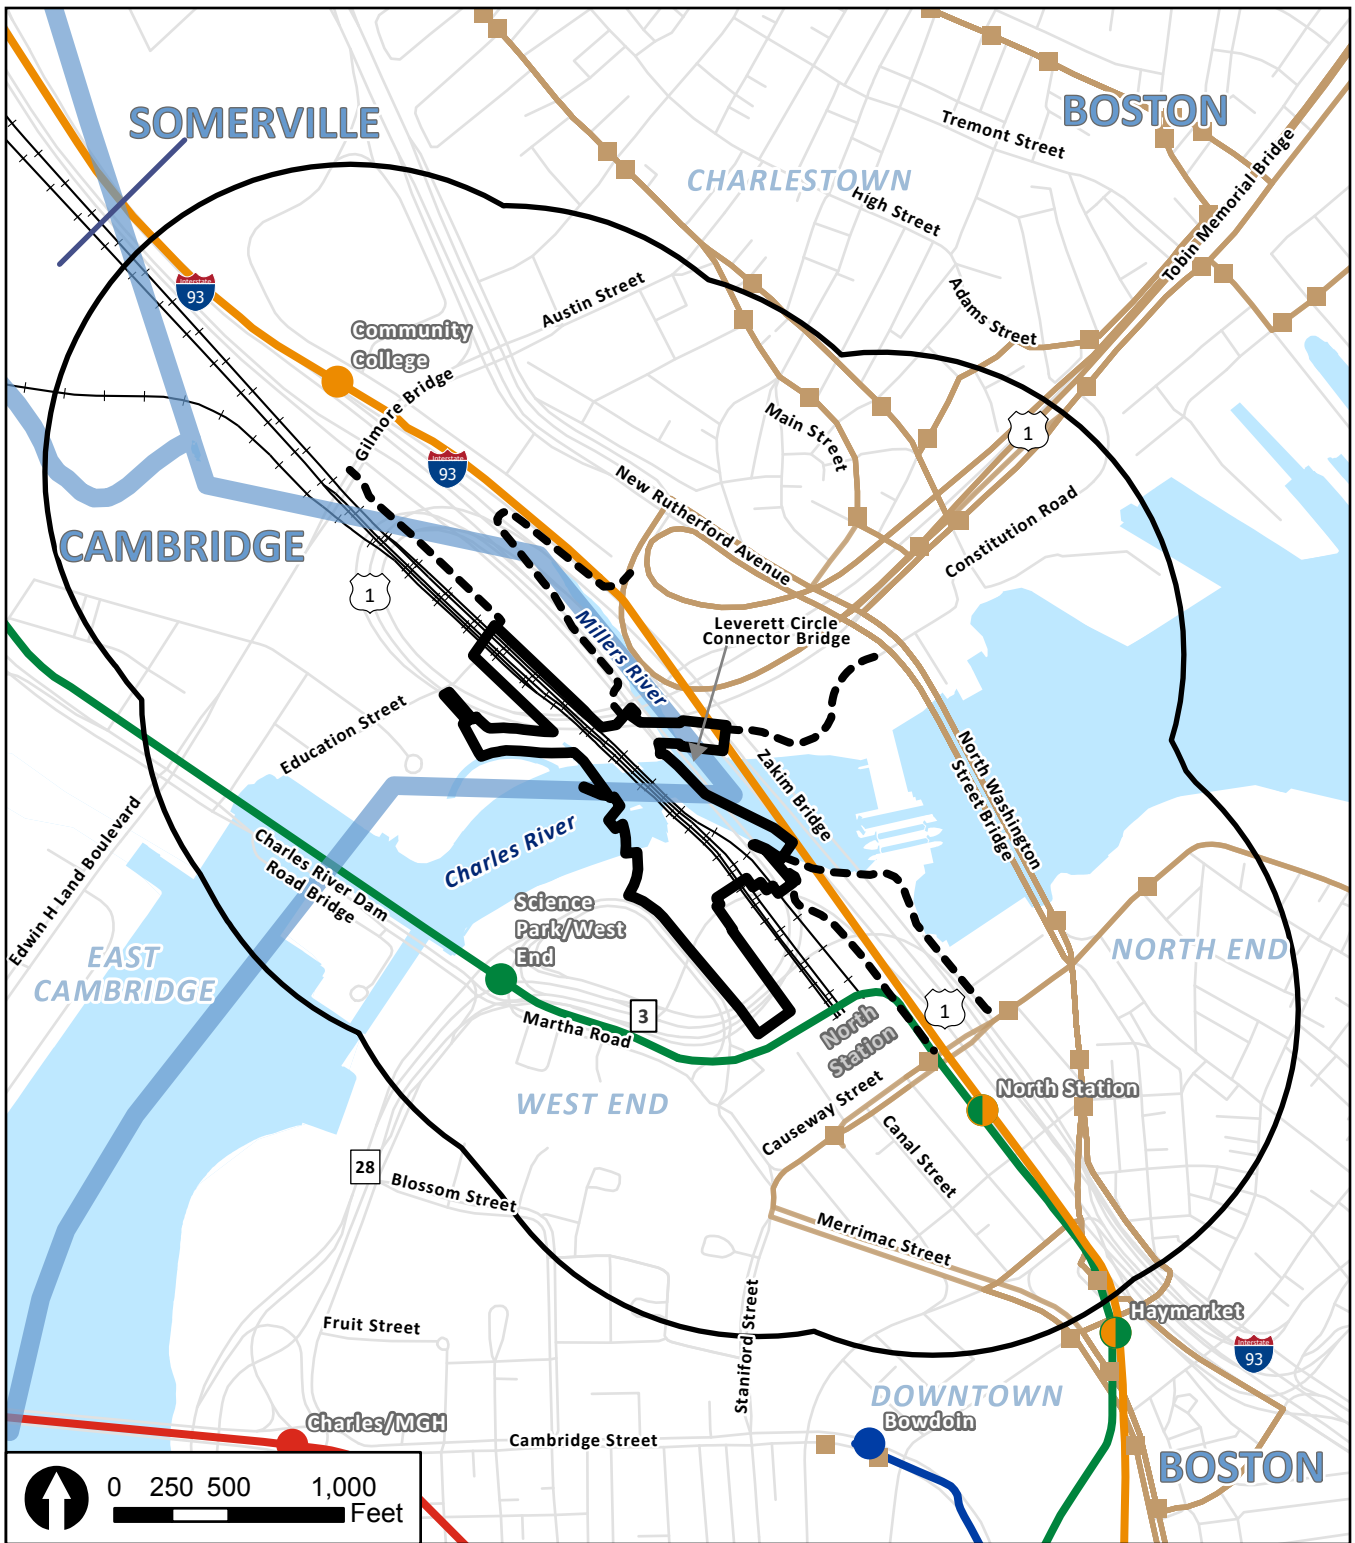 SOMERVILLE
BOSTON
Tremont Street
CHARLESTOWN
High Street
Tobin Memorial Bridge
Interstate
93
Austin Street
Adams Street
Community
College
Gilmore Bridge
Main Street
1
Interstate
93
New Rutherford Avenue
Constitution Road
CAMBRIDGE
1
Millers River
Leverett Circle
Connector Bridge
Education Street
Zakim Bridge
North Washington
Street Bridge
Edwin H Land Boulevard
Charles River Dam
Road Bridge
Charles River
Science
Park/West
End
EAST
CAMBRIDGE
NORTH END
Martha Road
3
North
Station
1
WEST END
North Station
Causeway Street
Canal Street
28
Blossom Street
Merrimac Street
Staniford Street
Fruit Street
Haymarket
Interstate
93
DOWNTOWN
Charles/MGH
Bowdoin
Cambridge Street
BOSTON
0 250 500 1,000
Feet